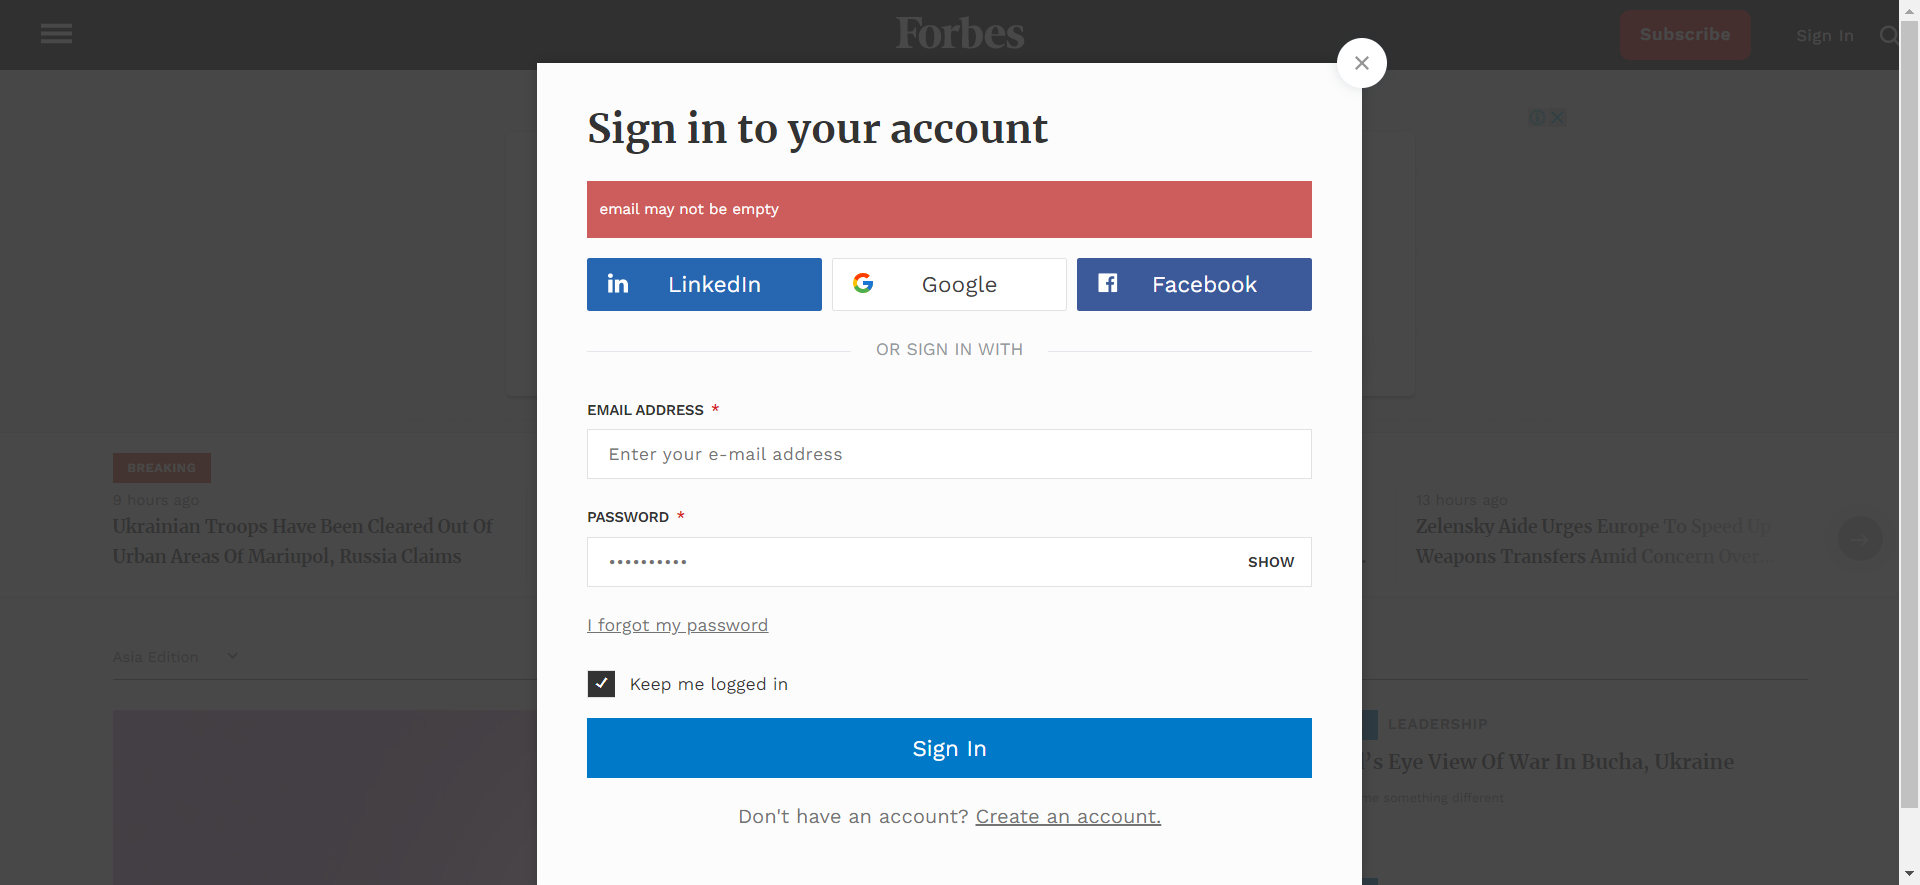 Forbes
Subscribe
Sign In
Sign in to your account
email may not be empty
LinkedIn
Google
Facebook
OR SIGN IN WITH
EMAIL ADDRESS *
Enter your e-mail address
PASSWORD *
••••••••••
SHOW
I forgot my password
Keep me logged in
Sign In
Don't have an account? Create an account.
BREAKING
9 hours ago
Ukrainian Troops Have Been Cleared Out Of
Urban Areas Of Mariupol, Russia Claims
13 hours ago
Zelensky Aide Urges Europe To Speed Up
Weapons Transfers Amid Concern Over...
Asia Edition
LEADERSHIP
's Eye View Of War In Bucha, Ukraine
something different